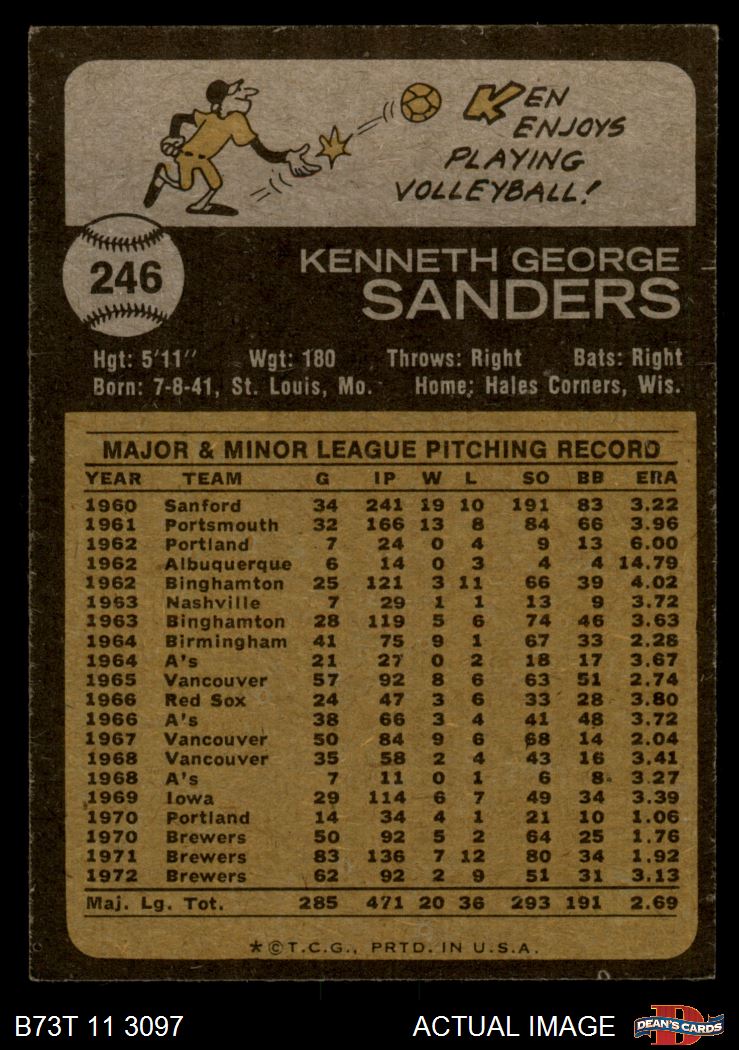 KEN
ENJOYS
PLAYING
VOLLEYBALL!
246
KENNETH GEORGE
SANDERS
Hgt: 5'11" Wgt: 180 Throws: Right Bats: Right
Born: 7-8-41, St. Louis, Mo. Home: Hales Corners, Wis.
MAJOR & MINOR LEAGUE PITCHING RECORD
YEAR TEAM G IP W L SO BB ERA
1960 Sanford 34 241 19 10 191 83 3.22
1961 Portsmouth 32 166 13 8 84 66 3.96
1962 Portland 7 24 0 4 9 13 6.00
1962 Albuquerque 6 14 0 3 4 4 14.79
1962 Binghamton 25 121 3 11 66 39 4.02
1963 Nashville 7 29 1 1 13 9 3.72
1963 Binghamton 28 119 5 6 74 46 3.63
1964 Birmingham 41 75 9 1 67 33 2.28
1964 A's 21 27 0 2 18 17 3.67
1965 Vancouver 57 92 8 6 63 51 2.74
1966 Red Sox 24 47 3 6 33 28 3.80
1966 A's 38 66 3 4 41 48 3.72
1967 Vancouver 50 84 9 6 68 14 2.04
1968 Vancouver 35 58 2 4 43 16 3.41
1968 A's 7 11 0 1 6 8 3.27
1969 Iowa 29 114 6 7 49 34 3.39
1970 Portland 14 34 4 1 21 10 1.06
1970 Brewers 50 92 5 2 64 25 1.76
1971 Brewers 83 136 7 12 80 34 1.92
1972 Brewers 62 92 2 9 51 31 3.13
Maj. Lg. Tot. 285 471 20 36 293 191 2.69
*©T.C.G., PRTD. IN U.S.A.
B73T 11 3097 ACTUAL IMAGE DEAN'S CARDS